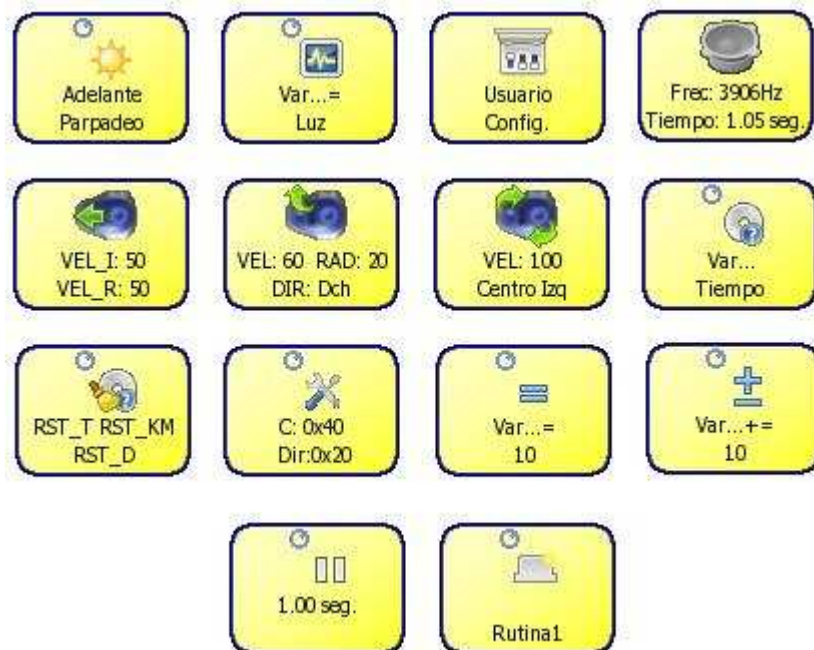 Adelante
Parpadeo
Var...=
Luz
Usuario
Config.
Frec: 3906Hz
Tiempo: 1.05 seg.
VEL_I: 50
VEL_R: 50
VEL: 60 RAD: 20
DIR: Dch
VEL: 100
Centro Izq
Var...
Tiempo
RST_T RST_KM
RST_D
C: 0x40
Dir:0x20
Var...=
10
Var...+=
10
1.00 seg.
Rutina1